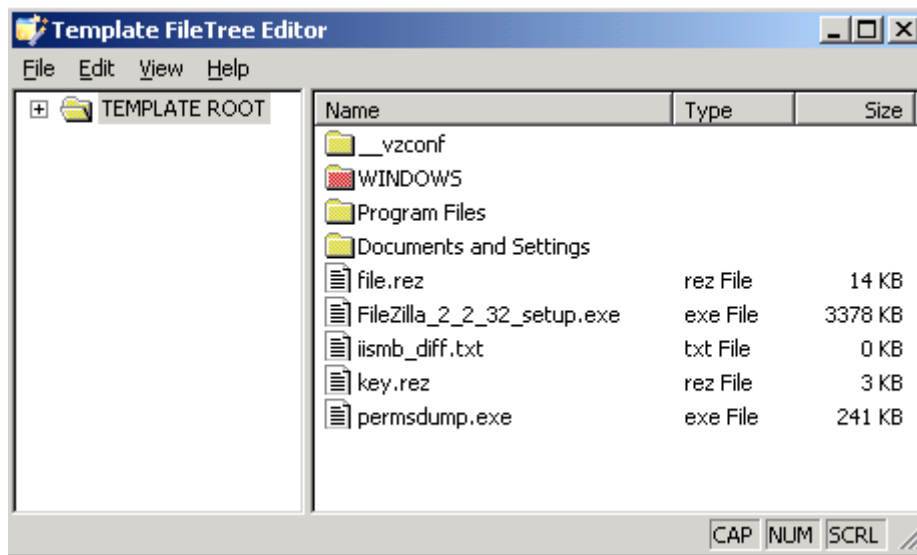 Template FileTree Editor
File Edit View Help
TEMPLATE ROOT
Name Type Size
__vzconf
WINDOWS
Program Files
Documents and Settings
file.rez rez File 14 KB
FileZilla_2_2_32_setup.exe exe File 3378 KB
iismb_diff.txt txt File 0 KB
key.rez rez File 3 KB
permsdump.exe exe File 241 KB
CAP NUM SCRL